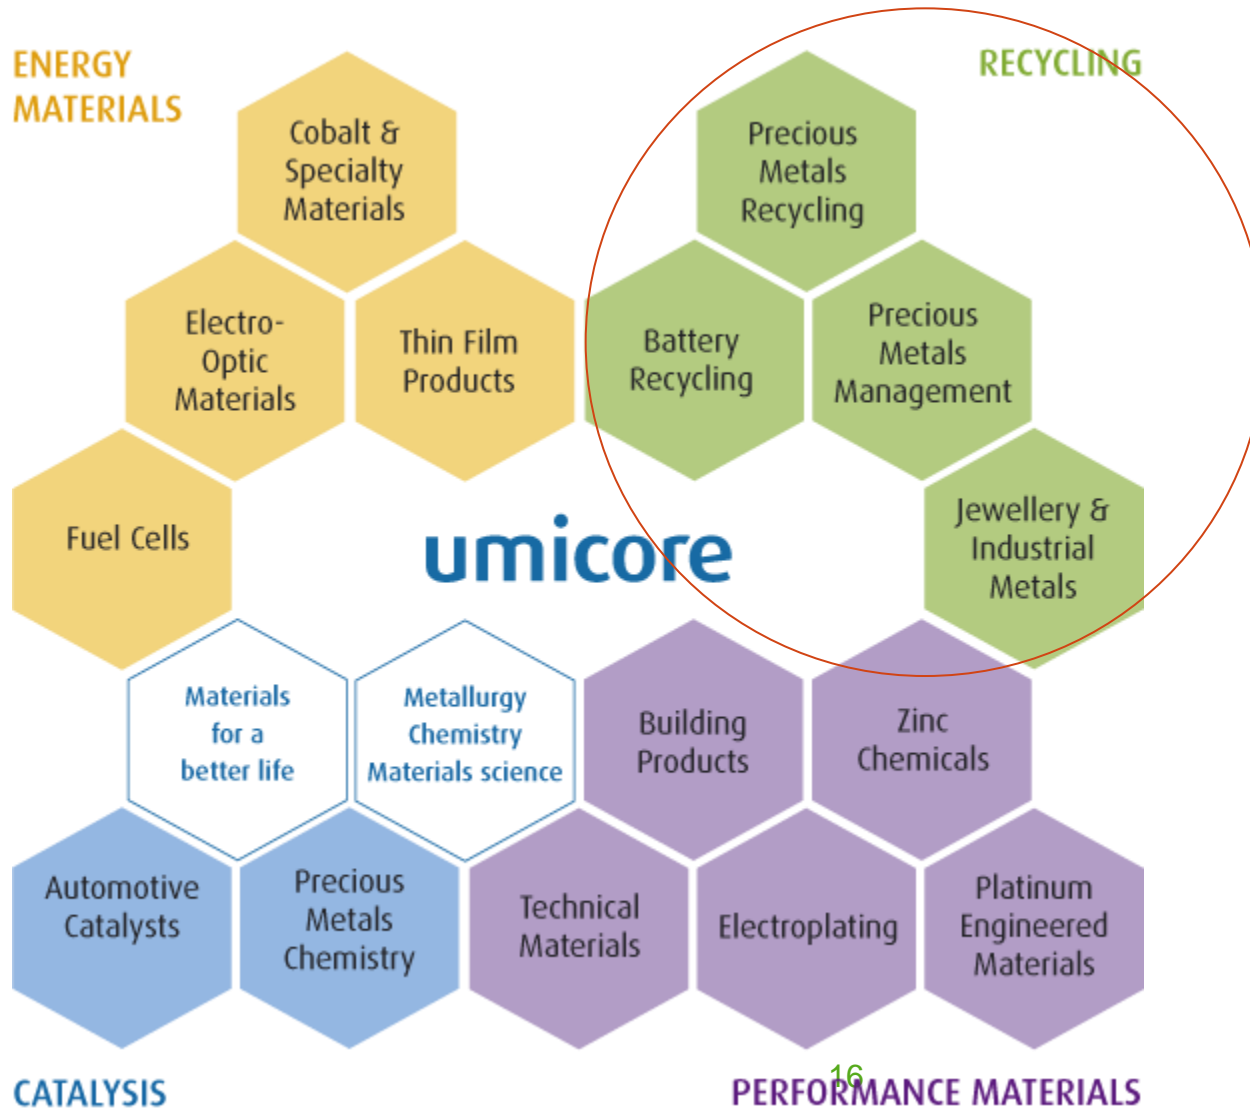 ENERGY
MATERIALS
RECYCLING
Cobalt &
Specialty
Materials
Precious
Metals
Recycling
Electro-
Optic
Materials
Thin Film
Products
Battery
Recycling
Precious
Metals
Management
Fuel Cells
umicore
Jewellery &
Industrial
Metals
Materials
for a
better life
Metallurgy
Chemistry
Materials science
Building
Products
Zinc
Chemicals
Automotive
Catalysts
Precious
Metals
Chemistry
Technical
Materials
Electroplating
Platinum
Engineered
Materials
CATALYSIS
16
PERFORMANCE MATERIALS